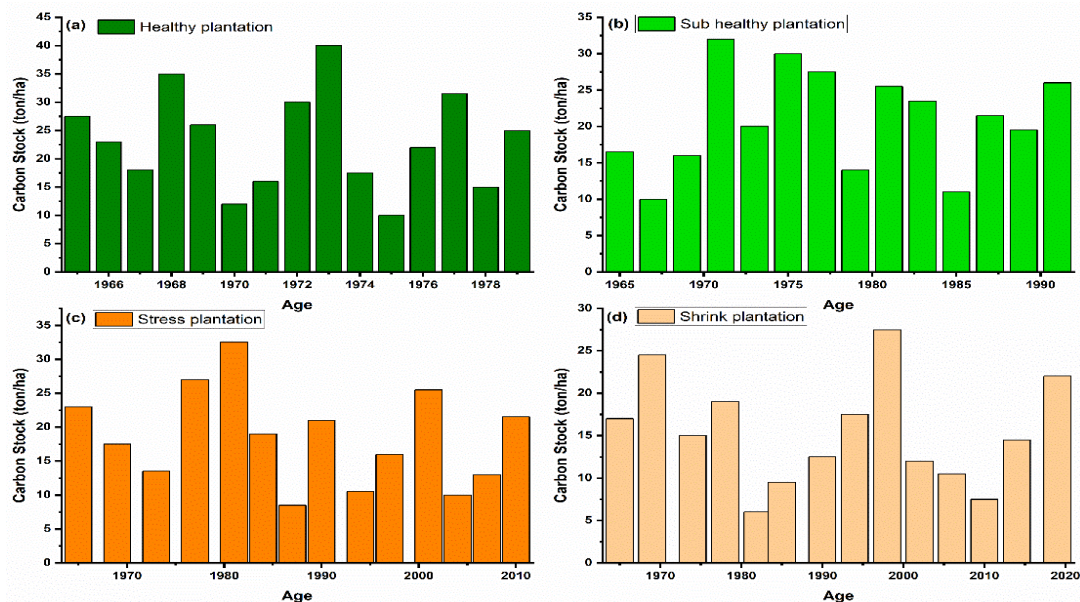 (a) Healthy plantation
Carbon Stock (ton/ha)
45
40
35
30
25
20
15
10
5
0
1966 1968 1970 1972 1974 1976 1978
Age
(b) Sub healthy plantation
Carbon Stock (ton/ha)
35
30
25
20
15
10
5
0
1965 1970 1975 1980 1985 1990
Age
(c) Stress plantation
Carbon Stock (ton/ha)
35
30
25
20
15
10
5
0
1970 1980 1990 2000 2010
Age
(d) Shrink plantation
Carbon Stock (ton/ha)
30
25
20
15
10
5
0
1970 1980 1990 2000 2010 2020
Age